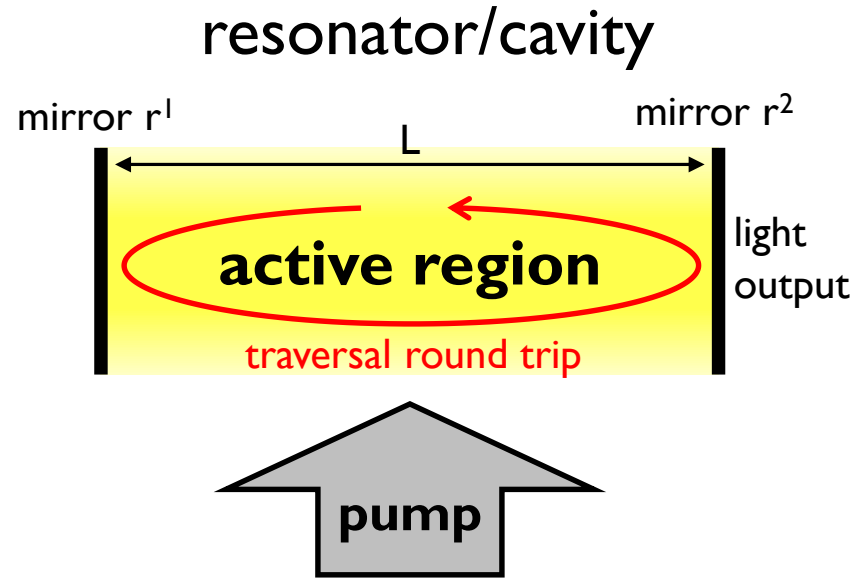 resonator/cavity
mirror r¹
mirror r²
L
active region
light
output
traversal round trip
pump